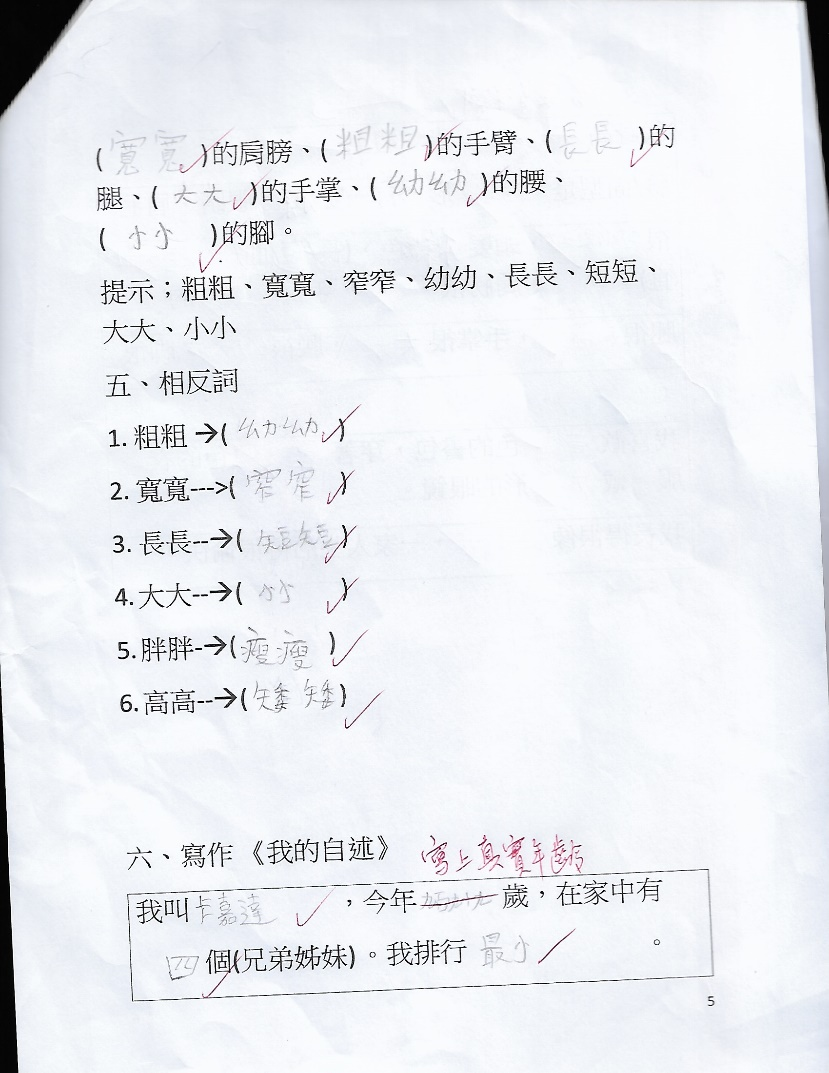 ( 寬寬 )的肩膀、( 粗粗 )的手臂、( 長長 )的
腿、( 大大 )的手掌、( 幼幼 )的腰、
( 小小 )的腳。
提示；粗粗、寬寬、窄窄、幼幼、長長、短短、
大大、小小
五、相反詞
1. 粗粗 →( 幼幼 )
2. 寬寬--->( 窄窄 )
3. 長長--→( 短短 )
4. 大大--→( 小小 )
5. 胖胖-→( 瘦瘦 )
6. 高高--→( 矮矮 )
六、寫作 《我的自述》 寫上真實年齡
我叫卡嘉達 ，今年 歲，在家中有
四 個(兄弟姊妹)。我排行 最小 。
5